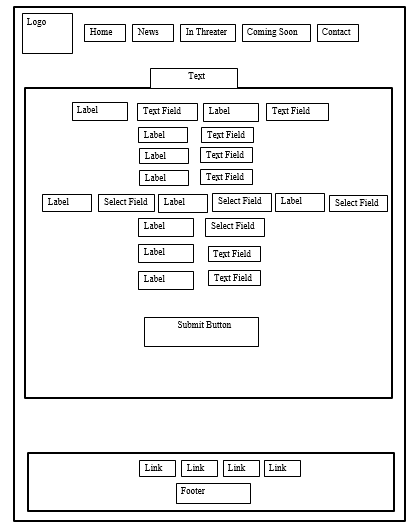 Logo
Home News In Threater Coming Soon Contact
Text
Label Text Field Label Text Field
Label Text Field
Label Text Field
Label Text Field
Label Select Field Label Select Field Label Select Field
Label Select Field
Label Text Field
Label Text Field
Submit Button
Link Link Link Link
Footer